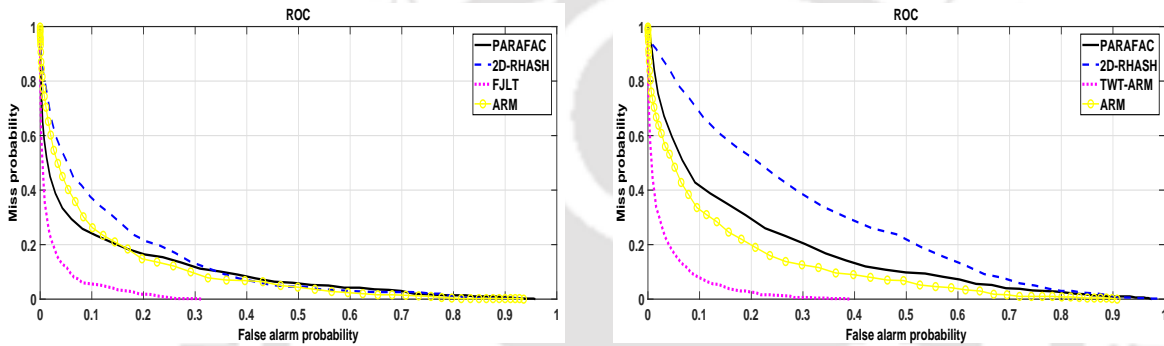 ROC
Miss probability
1
0.8
0.6
0.4
0.2
0
0 0.1 0.2 0.3 0.4 0.5 0.6 0.7 0.8 0.9 1
False alarm probability
PARAFAC
2D-RHASH
FJLT
ARM
ROC
Miss probability
1
0.8
0.6
0.4
0.2
0
0 0.1 0.2 0.3 0.4 0.5 0.6 0.7 0.8 0.9 1
False alarm probability
PARAFAC
2D-RHASH
TWT-ARM
ARM